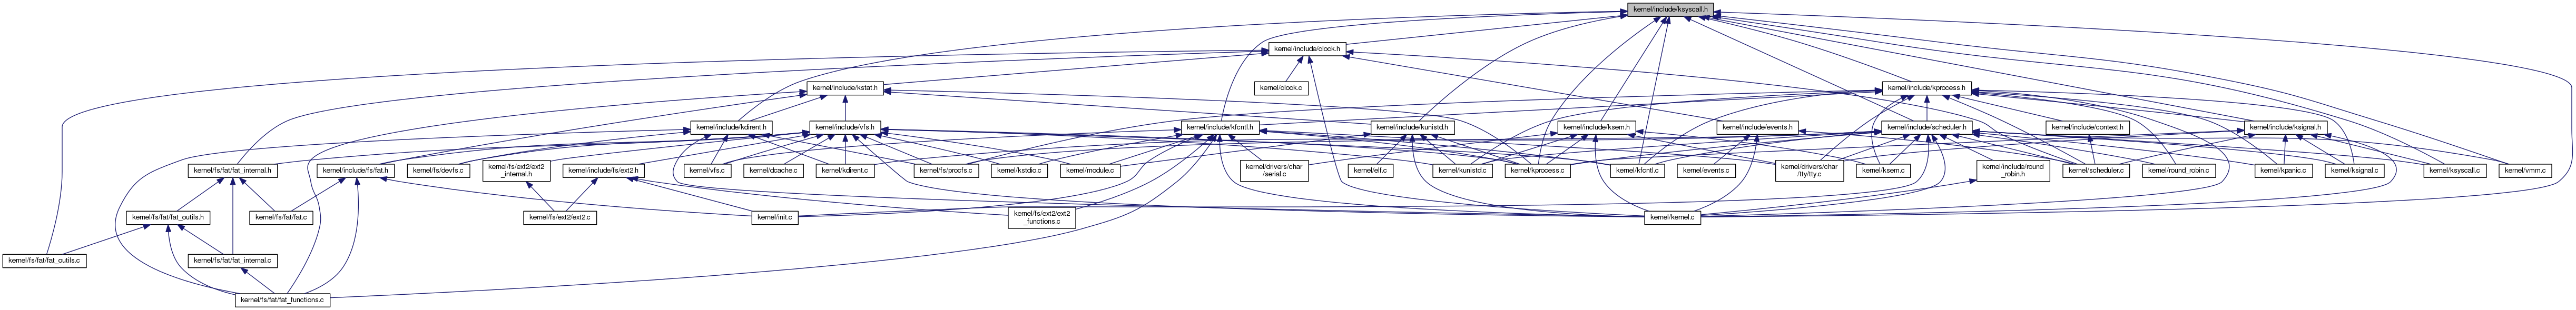 kernel/include/ksyscall.h
kernel/include/clock.h
kernel/include/kstat.h
kernel/clock.c
kernel/include/kprocess.h
kernel/include/kdirent.h
kernel/include/vfs.h
kernel/include/kfcntl.h
kernel/include/kunistd.h
kernel/include/ksem.h
kernel/include/events.h
kernel/include/scheduler.h
kernel/include/context.h
kernel/include/ksignal.h
kernel/fs/fat/fat_internal.h
kernel/include/fs/fat.h
kernel/fs/devfs.c
kernel/fs/ext2/ext2
_internal.h
kernel/include/fs/ext2.h
kernel/vfs.c
kernel/dcache.c
kernel/kdirent.c
kernel/fs/procfs.c
kernel/kstdio.c
kernel/module.c
kernel/drivers/char
/serial.c
kernel/elf.c
kernel/kunistd.c
kernel/kprocess.c
kernel/kfcntl.c
kernel/events.c
kernel/drivers/char
/tty/tty.c
kernel/ksem.c
kernel/include/round
_robin.h
kernel/scheduler.c
kernel/round_robin.c
kernel/kpanic.c
kernel/ksignal.c
kernel/ksyscall.c
kernel/vmm.c
kernel/fs/fat/fat_outils.h
kernel/fs/fat/fat.c
kernel/fs/ext2/ext2.c
kernel/init.c
kernel/fs/ext2/ext2
_functions.c
kernel/kernel.c
kernel/fs/fat/fat_outils.c
kernel/fs/fat/fat_internal.c
kernel/fs/fat/fat_functions.c